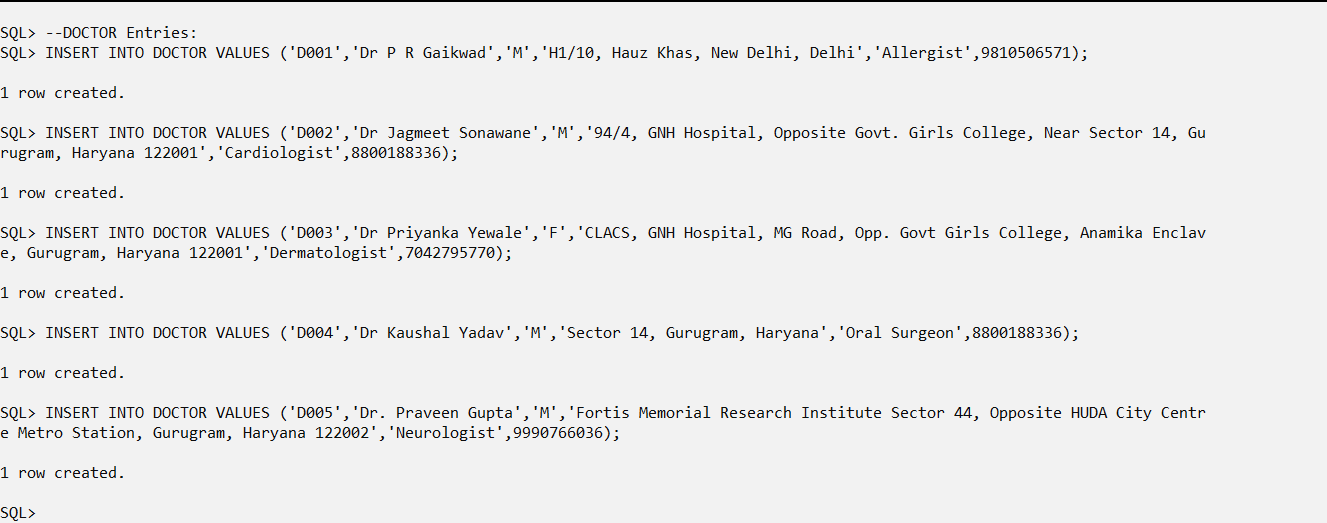 SQL> --DOCTOR Entries:
SQL> INSERT INTO DOCTOR VALUES ('D001','Dr P R Gaikwad','M','H1/10, Hauz Khas, New Delhi, Delhi','Allergist',9810506571);
1 row created.
SQL> INSERT INTO DOCTOR VALUES ('D002','Dr Jagmeet Sonawane','M','94/4, GNH Hospital, Opposite Govt. Girls College, Near Sector 14, Gu
rugram, Haryana 122001','Cardiologist',8800188336);
1 row created.
SQL> INSERT INTO DOCTOR VALUES ('D003','Dr Priyanka Yewale','F','CLACS, GNH Hospital, MG Road, Opp. Govt Girls College, Anamika Enclav
e, Gurugram, Haryana 122001','Dermatologist',7042795770);
1 row created.
SQL> INSERT INTO DOCTOR VALUES ('D004','Dr Kaushal Yadav','M','Sector 14, Gurugram, Haryana','Oral Surgeon',8800188336);
1 row created.
SQL> INSERT INTO DOCTOR VALUES ('D005','Dr. Praveen Gupta','M','Fortis Memorial Research Institute Sector 44, Opposite HUDA City Centr
e Metro Station, Gurugram, Haryana 122002','Neurologist',9990766036);
1 row created.
SQL>